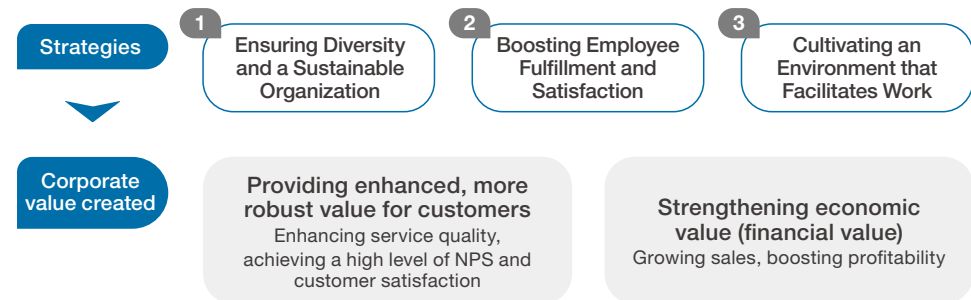 Strategies
1
Ensuring Diversity
and a Sustainable
Organization
2
Boosting Employee
Fulfillment and
Satisfaction
3
Cultivating an
Environment that
Facilitates Work
Corporate
value created
Providing enhanced, more
robust value for customers
Enhancing service quality,
achieving a high level of NPS and
customer satisfaction
Strengthening economic
value (financial value)
Growing sales, boosting profitability